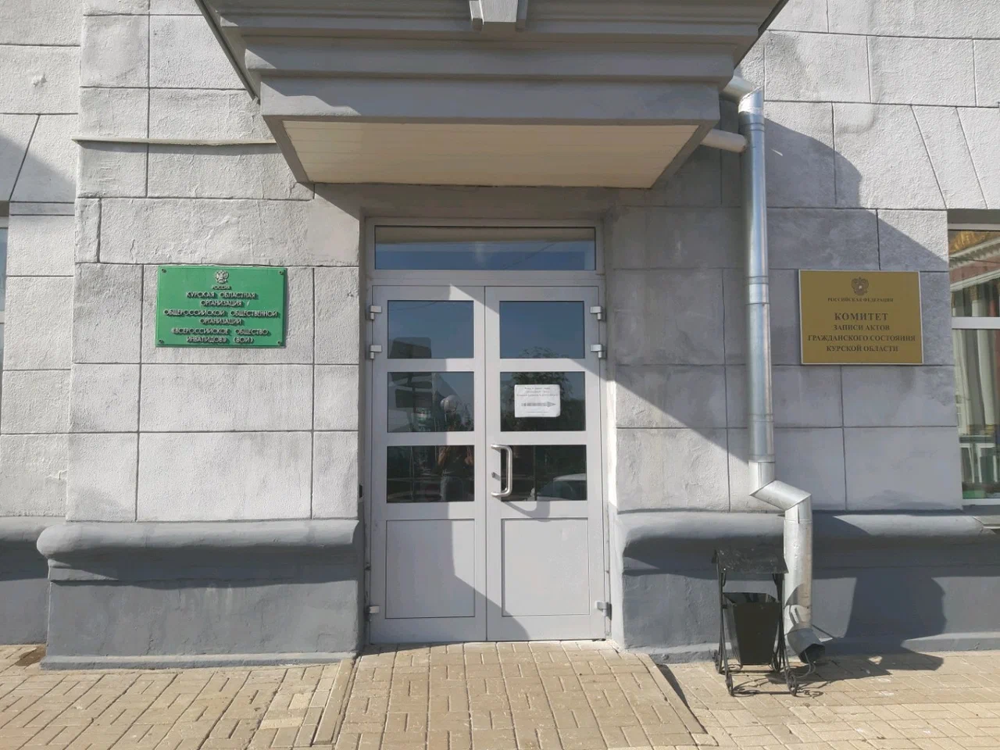 РОССИЯ
КУРСКАЯ ОБЛАСТНАЯ
ОРГАНИЗАЦИЯ
ОБЩЕРОССИЙСКОЙ ОБЩЕСТВЕННОЙ
ОРГАНИЗАЦИИ
«ВСЕРОССИЙСКОЕ ОБЩЕСТВО
ИНВАЛИДОВ» (ВОИ)
РОССИЙСКАЯ ФЕДЕРАЦИЯ
КОМИТЕТ
ЗАПИСИ АКТОВ
ГРАЖДАНСКОГО СОСТОЯНИЯ
КУРСКОЙ ОБЛАСТИ